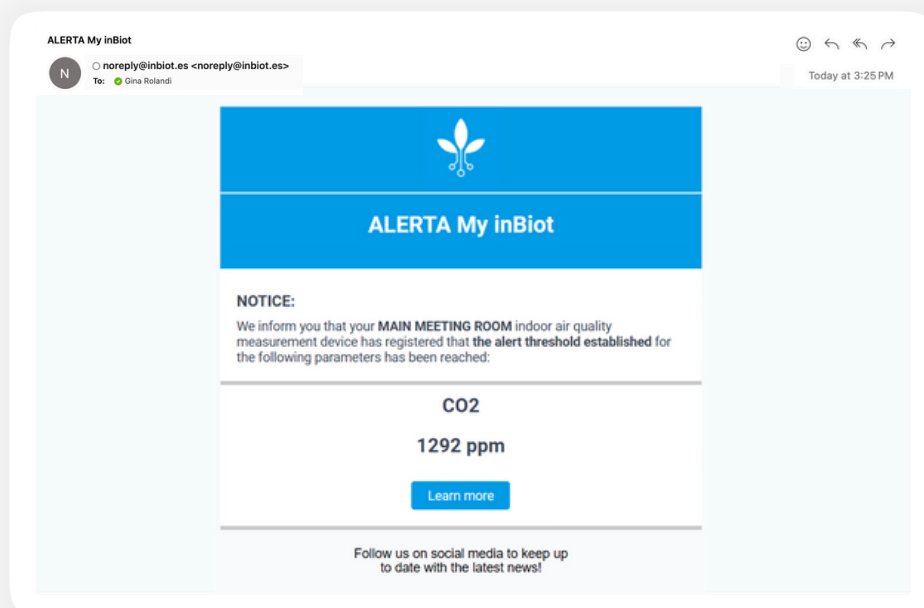 ALERTA My inBiot
N
noreply@inbiot.es <noreply@inbiot.es>
To: Gina Rolandi
Today at 3:25 PM
ALERTA My inBiot
NOTICE:
We inform you that your MAIN MEETING ROOM indoor air quality
measurement device has registered that the alert threshold established for
the following parameters has been reached:
CO2
1292 ppm
Learn more
Follow us on social media to keep up
to date with the latest news!